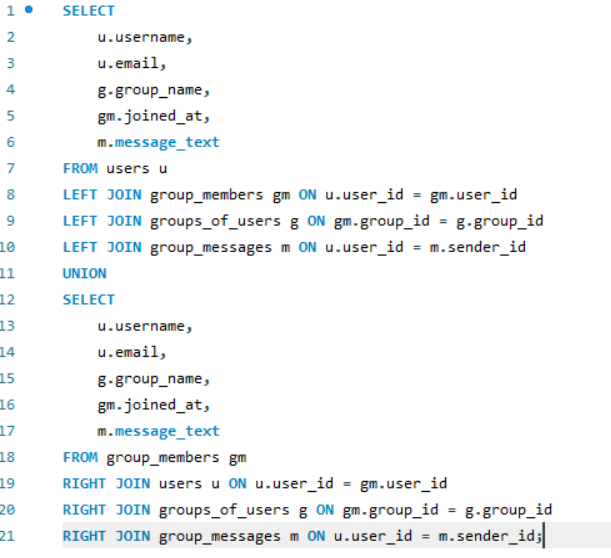 1 SELECT
2 u.username,
3 u.email,
4 g.group_name,
5 gm.joined_at,
6 m.message_text
7 FROM users u
8 LEFT JOIN group_members gm ON u.user_id = gm.user_id
9 LEFT JOIN groups_of_users g ON gm.group_id = g.group_id
10 LEFT JOIN group_messages m ON u.user_id = m.sender_id
11 UNION
12 SELECT
13 u.username,
14 u.email,
15 g.group_name,
16 gm.joined_at,
17 m.message_text
18 FROM group_members gm
19 RIGHT JOIN users u ON u.user_id = gm.user_id
20 RIGHT JOIN groups_of_users g ON gm.group_id = g.group_id
21 RIGHT JOIN group_messages m ON u.user_id = m.sender_id;